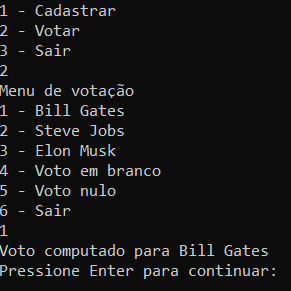 1 - Cadastrar
2 - Votar
3 - Sair
2
Menu de votação
1 - Bill Gates
2 - Steve Jobs
3 - Elon Musk
4 - Voto em branco
5 - Voto nulo
6 - Sair
1
Voto computado para Bill Gates
Pressione Enter para continuar: